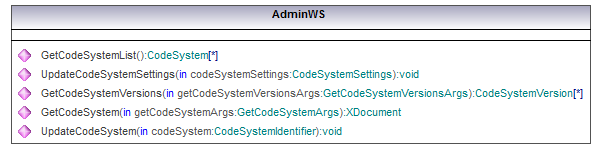 AdminWS
GetCodeSystemList():CodeSystem[*]
UpdateCodeSystemSettings(in codeSystemSettings:CodeSystemSettings):void
GetCodeSystemVersions(in getCodeSystemVersionsArgs:GetCodeSystemVersionsArgs):CodeSystemVersion[*]
GetCodeSystem(in getCodeSystemArgs:GetCodeSystemArgs):XDocument
UpdateCodeSystem(in codeSystem:CodeSystemIdentifier):void